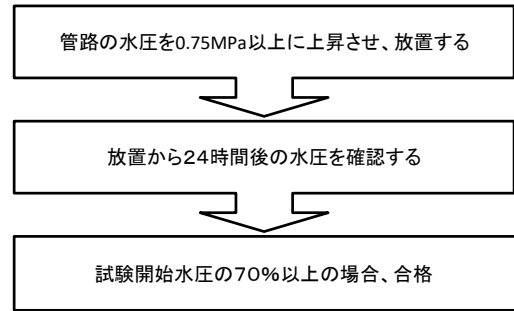 管路の水圧を0.75MPa以上に上昇させ、放置する
放置から24時間後の水圧を確認する
試験開始水圧の70%以上の場合、合格